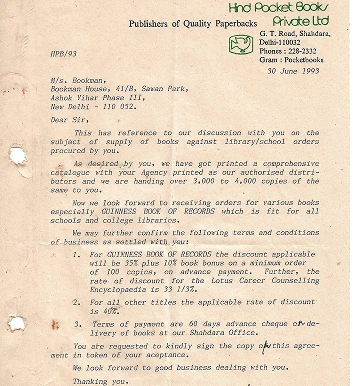 Hind Pocket Books
Private Ltd
Publishers of Quality Paperbacks
G. T. Road, Shahdara,
Delhi-110032
Phones : 228-2332
Gram : Pocketbooks
HPB/93
30 June 1993
M/s. Bookman,
Bookman House, 41/B, Sawan Park,
Ashok Vihar Phase III,
New Delhi - 110 052.
Dear Sir,
This has reference to our discussion with you on the
subject of supply of books against library/school orders
procured by you.
As desired by you, we have got printed a comprehensive
catalogue with your Agency printed as our authorised distri-
butors and we are handing over 3,000 to 4,000 copies of the
same to you.
Now we look forward to receiving orders for various books
especially GUINNESS BOOK OF RECORDS which is fit for all
schools and college libraries.
We may further confirm the following terms and conditions
of business as settled with you:
1. For GUINNESS BOOK OF RECORDS the discount applicable
will be 35% plus 10% book bonus on a minimum order
of 100 copies, on advance payment. Further, the
rate of discount for the Lotus Career Counselling
Encyclopaedia is 33 1/3%.
2. For all other titles the applicable rate of discount
is 40%.
3. Terms of payment are 60 days advance cheque of de-
livery of books at our Shahdara Office.
You are requested to kindly sign the copy of this agree-
ment in token of your aceptance.
We look forward to good business dealing with you.
Thanking you.